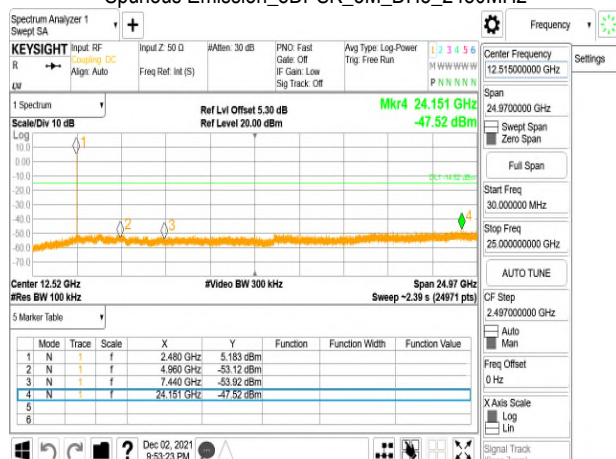 Spurious Emission_8DPSK_3M_DH5_2480MHz
Spectrum Analyzer 1
Swept SA
+
Frequency
KEYSIGHT
Input: RF
Coupling: DC
Align: Auto
Input Z: 50 Ω
Freq Ref: Int (S)
#Atten: 30 dB
PNO: Fast
Gate: Off
IF Gain: Low
Sig Track: Off
Avg Type: Log-Power
Trig: Free Run
1 2 3 4 5 6
M W W W W W
P N N N N N
R
LXI
Center Frequency
12.515000000 GHz
Settings
Span
24.9700000 GHz
Swept Span
Zero Span
Full Span
Start Freq
30.000000 MHz
Stop Freq
25.000000000 GHz
AUTO TUNE
CF Step
2.497000000 GHz
Auto
Man
Freq Offset
0 Hz
X Axis Scale
Log
Lin
Signal Track
1 Spectrum
Scale/Div 10 dB
Ref Lvl Offset 5.30 dB
Ref Level 20.00 dBm
Mkr4 24.151 GHz
-47.52 dBm
Log
10.0
0.00
-10.0
-20.0
-30.0
-40.0
-50.0
-60.0
-70.0
1
2
3
4
Center 12.52 GHz
#Res BW 100 kHz
#Video BW 300 kHz
Span 24.97 GHz
Sweep ~2.39 s (24971 pts)
5 Marker Table
Mode Trace Scale X Y Function Function Width Function Value
1 N 1 f 2.480 GHz 5.183 dBm
2 N 1 f 4.960 GHz -53.12 dBm
3 N 1 f 7.440 GHz -53.92 dBm
4 N 1 f 24.151 GHz -47.52 dBm
5
6
?
Dec 02, 2021
9:53:23 PM